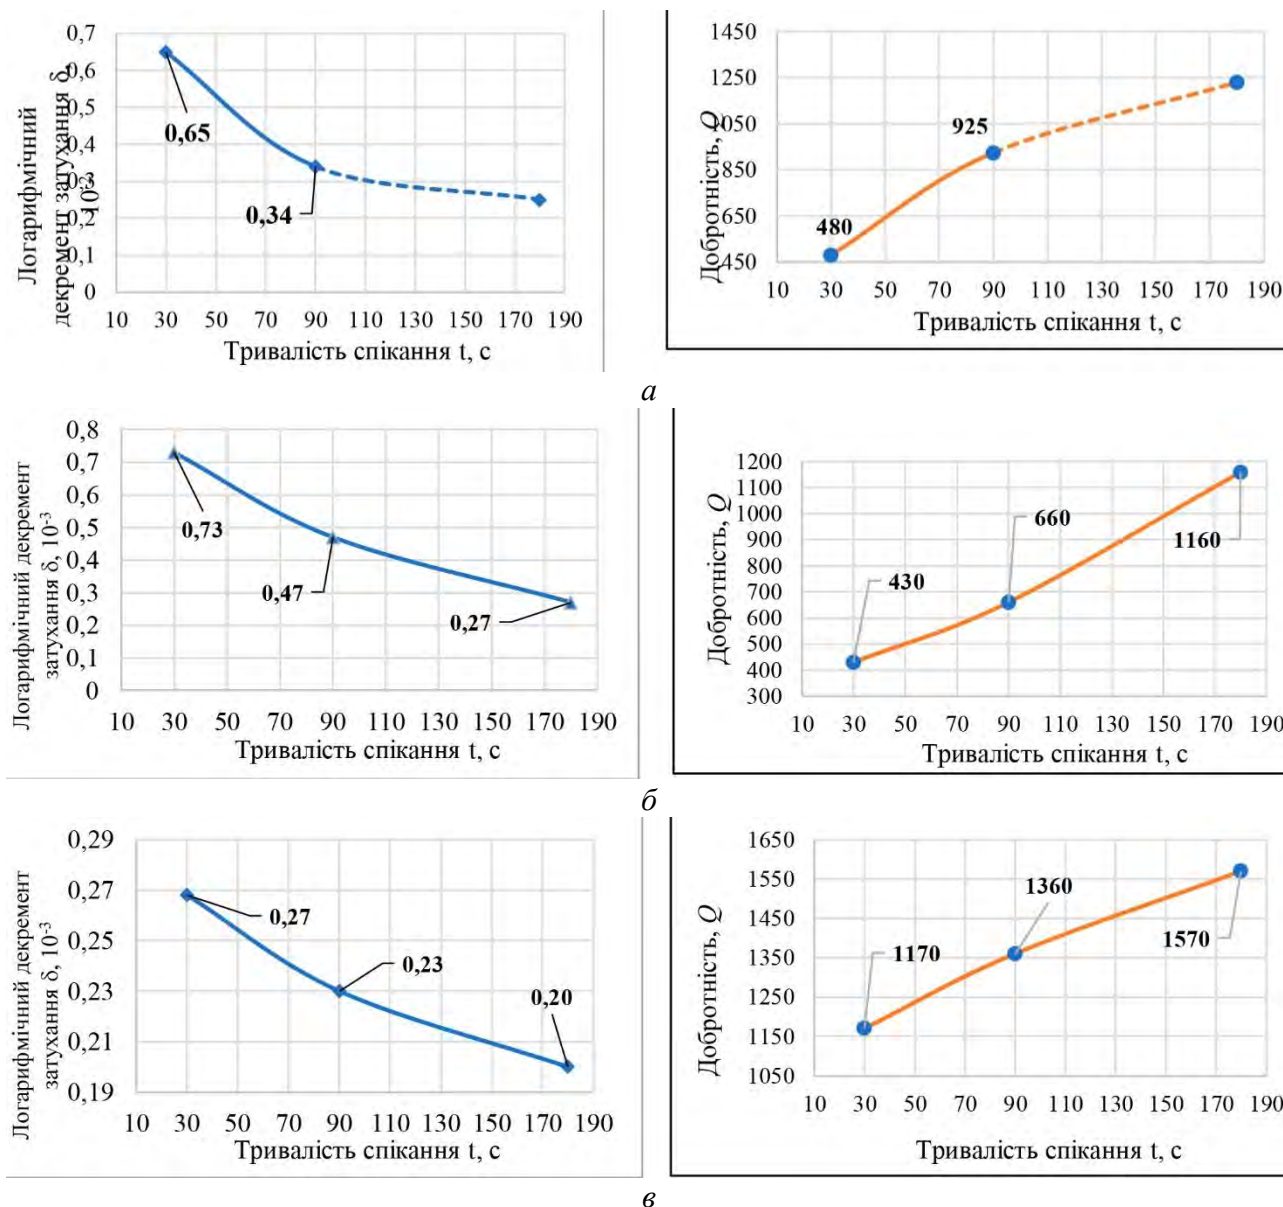 Логарифмічний
декремент затухання δ,
10⁻³
0,7
0,6
0,5
0,4
0,3
0,2
0,1
0
0,65
0,34
10 30 50 70 90 110 130 150 170 190
Тривалість спікання t, с
Добротність, Q
1450
1250
1050
850
650
450
480
925
10 30 50 70 90 110 130 150 170 190
Тривалість спікання t, с
а
Логарифмічний декремент
затухання δ, 10⁻³
0,8
0,7
0,6
0,5
0,4
0,3
0,2
0,1
0
0,73
0,47
0,27
10 30 50 70 90 110 130 150 170 190
Тривалість спікання t, с
Добротність, Q
1200
1100
1000
900
800
700
600
500
400
300
430
660
1160
10 30 50 70 90 110 130 150 170 190
Тривалість спікання t, с
б
Логарифмічний декремент
затухання δ, 10⁻³
0,29
0,27
0,25
0,23
0,21
0,19
0,27
0,23
0,20
10 30 50 70 90 110 130 150 170 190
Тривалість спікання t, с
Добротність, Q
1650
1550
1450
1350
1250
1150
1050
1170
1360
1570
10 30 50 70 90 110 130 150 170 190
Тривалість спікання t, с
в